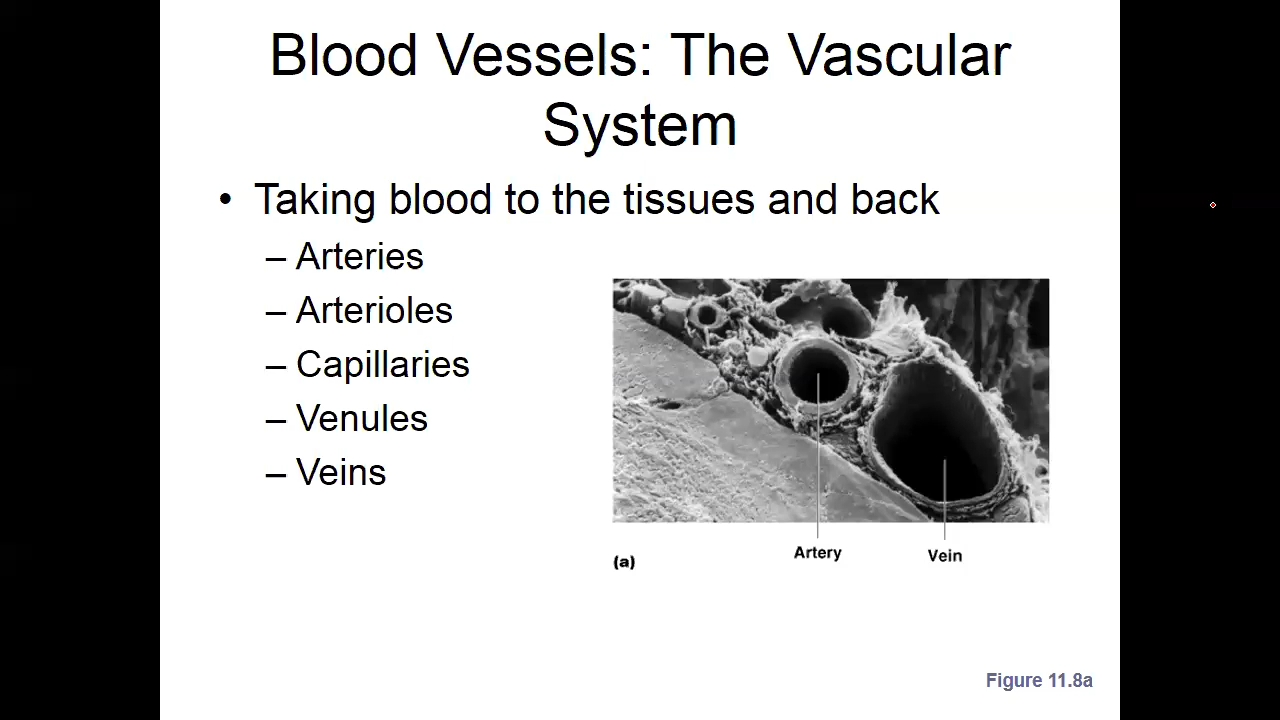 Blood Vessels: The Vascular
System
• Taking blood to the tissues and back
– Arteries
– Arterioles
– Capillaries
– Venules
– Veins
Artery
Vein
(a)
Figure 11.8a